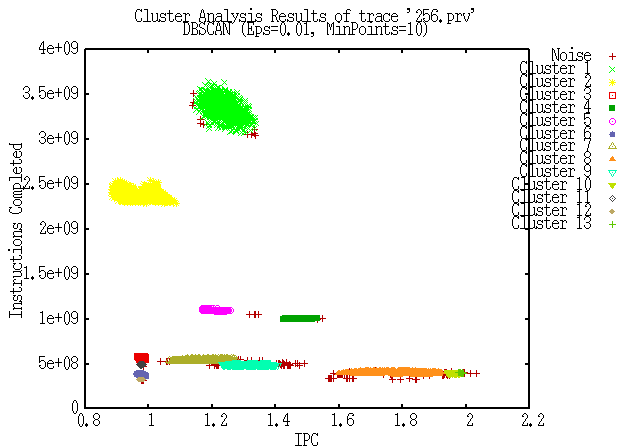 Cluster Analysis Results of trace '256.prv'
DBSCAN (Eps=0.01, MinPoints=10)
4e+09
3.5e+09
3e+09
2.5e+09
2e+09
1.5e+09
1e+09
5e+08
0
Instructions Completed
0.8 1 1.2 1.4 1.6 1.8 2 2.2
IPC
Noise
Cluster 1
Cluster 2
Cluster 3
Cluster 4
Cluster 5
Cluster 6
Cluster 7
Cluster 8
Cluster 9
Cluster 10
Cluster 11
Cluster 12
Cluster 13